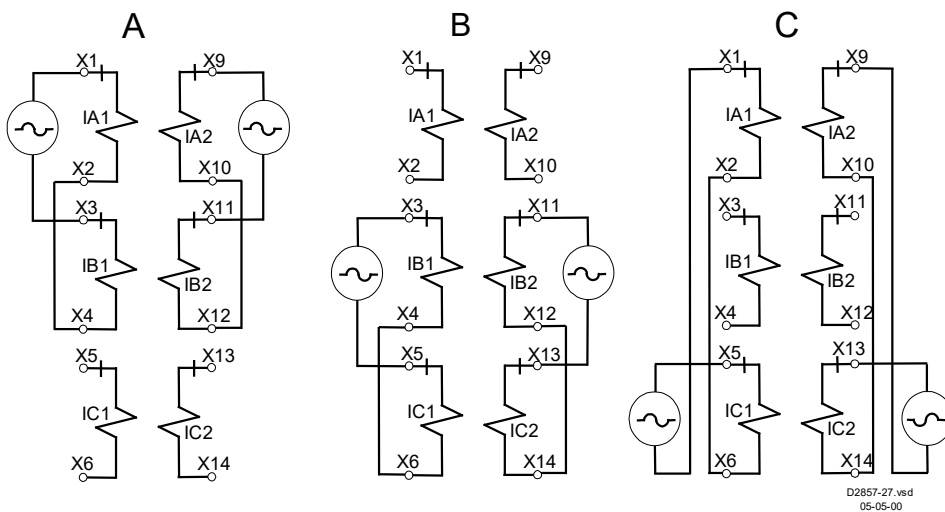 A
B
C
X1
X9
IA1
IA2
X2
X10
X3
X11
IB1
IB2
X4
X12
X5
X13
IC1
IC2
X6
X14
X1
X9
IA1
IA2
X2
X10
X3
X11
IB1
IB2
X4
X12
X5
X13
IC1
IC2
X6
X14
X1
X9
IA1
IA2
X2
X10
X3
X11
IB1
IB2
X4
X12
X5
X13
IC1
IC2
X6
X14
D2857-27.vsd
05-05-00